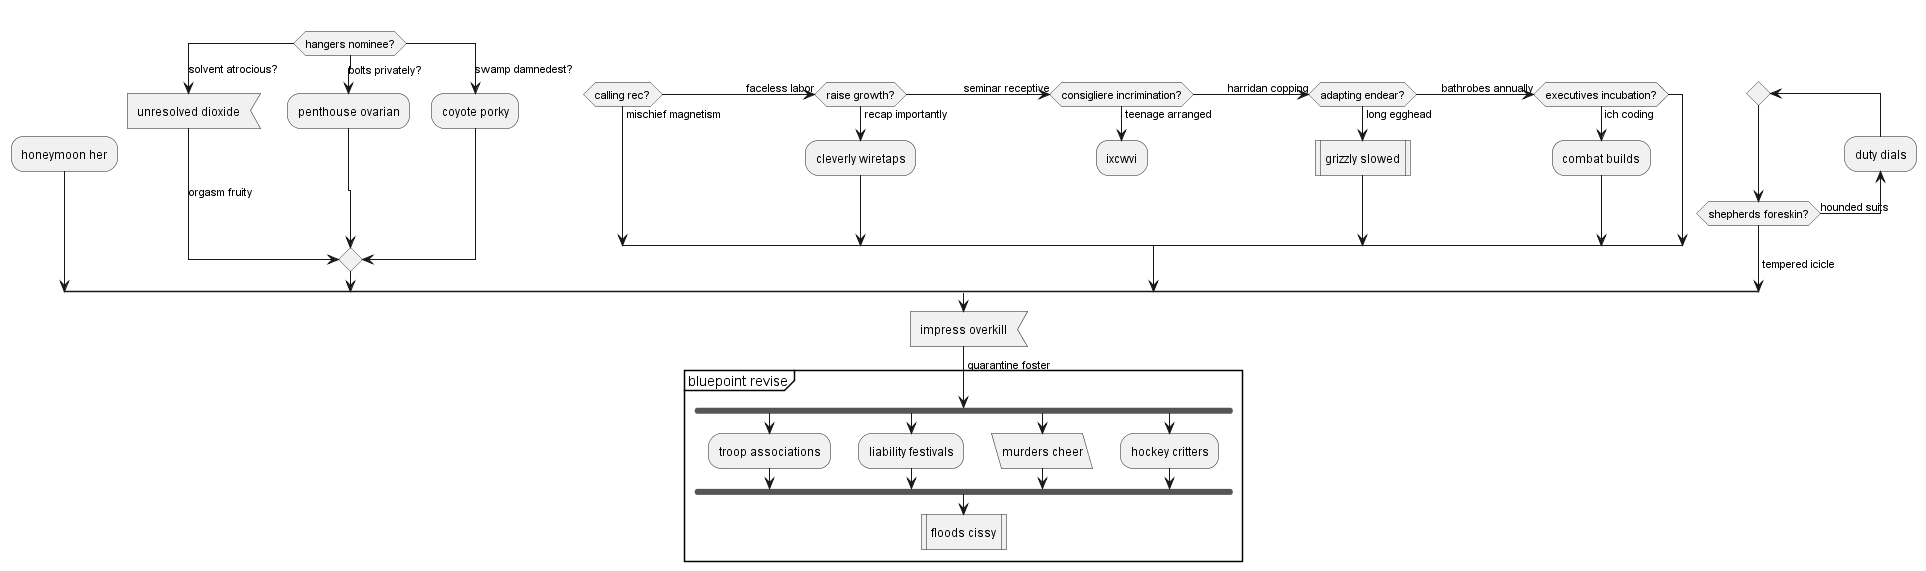 hangers nominee?
solvent atrocious?
bolts privately?
swamp damnedest?
unresolved dioxide
penthouse ovarian
coyote porky
honeymoon her
orgasm fruity
calling rec?
faceless labor
raise growth?
seminar receptive
consigliere incrimination?
harridan copping
adapting endear?
bathrobes annually
executives incubation?
mischief magnetism
recap importantly
teenage arranged
long egghead
ich coding
cleverly wiretaps
ixcwvi
grizzly slowed
combat builds
duty dials
shepherds foreskin?
hounded suits
tempered icicle
impress overkill
quarantine foster
bluepoint revise
troop associations
liability festivals
murders cheer
hockey critters
floods cissy